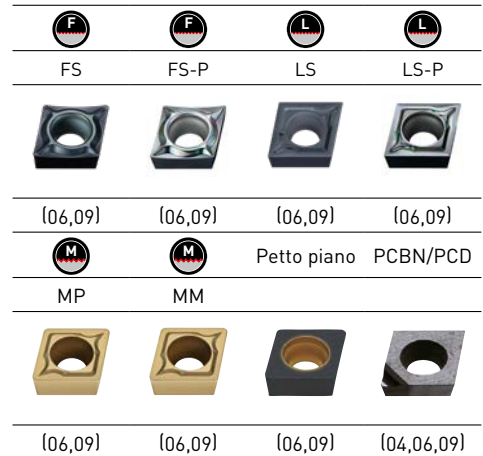 F F L L
FS FS-P LS LS-P
(06,09) (06,09) (06,09) (06,09)
M M Petto piano PCBN/PCD
MP MM
(06,09) (06,09) (06,09) (04,06,09)